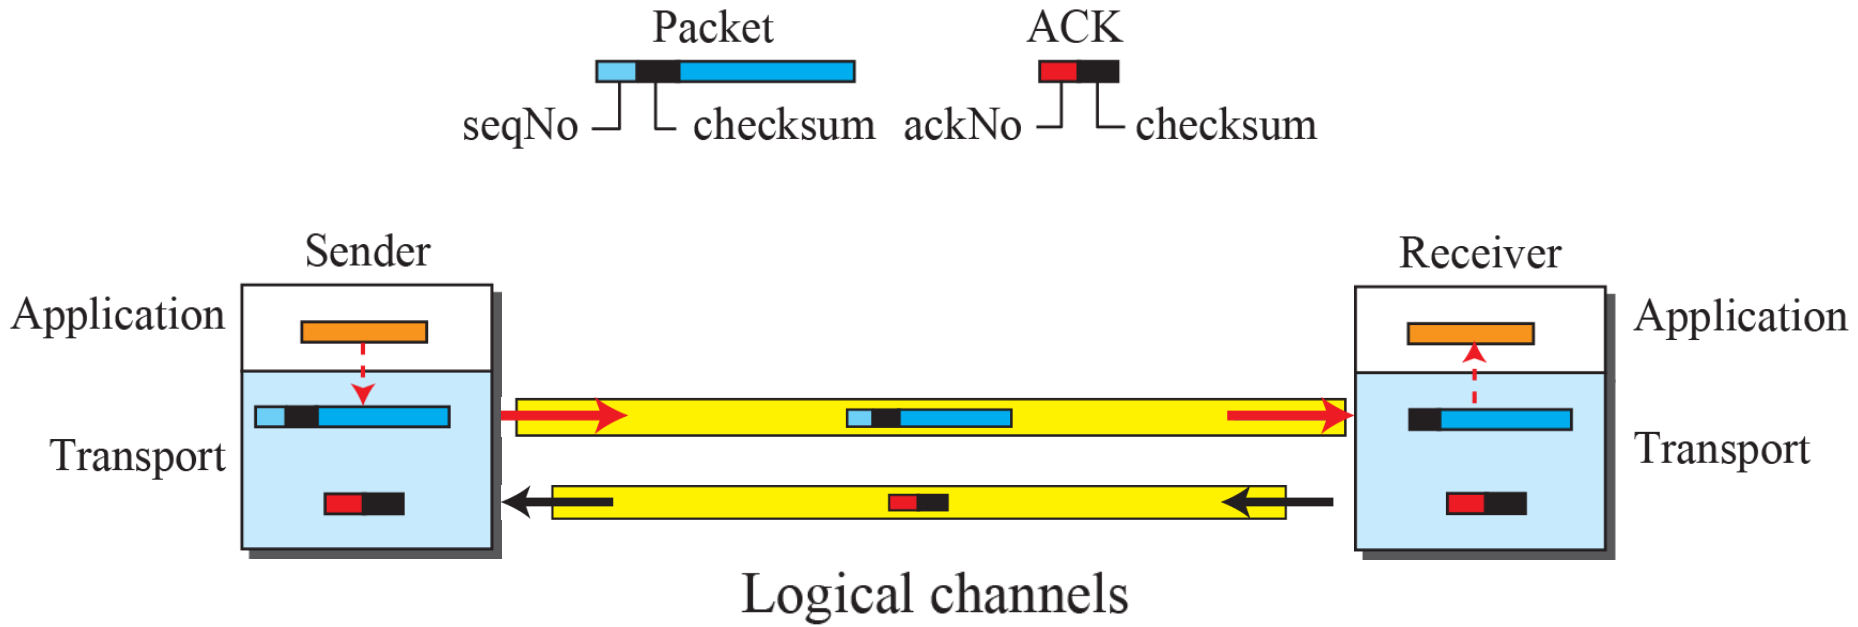 Packet
ACK
seqNo
checksum
ackNo
checksum
Sender
Receiver
Application
Application
Transport
Transport
Logical channels